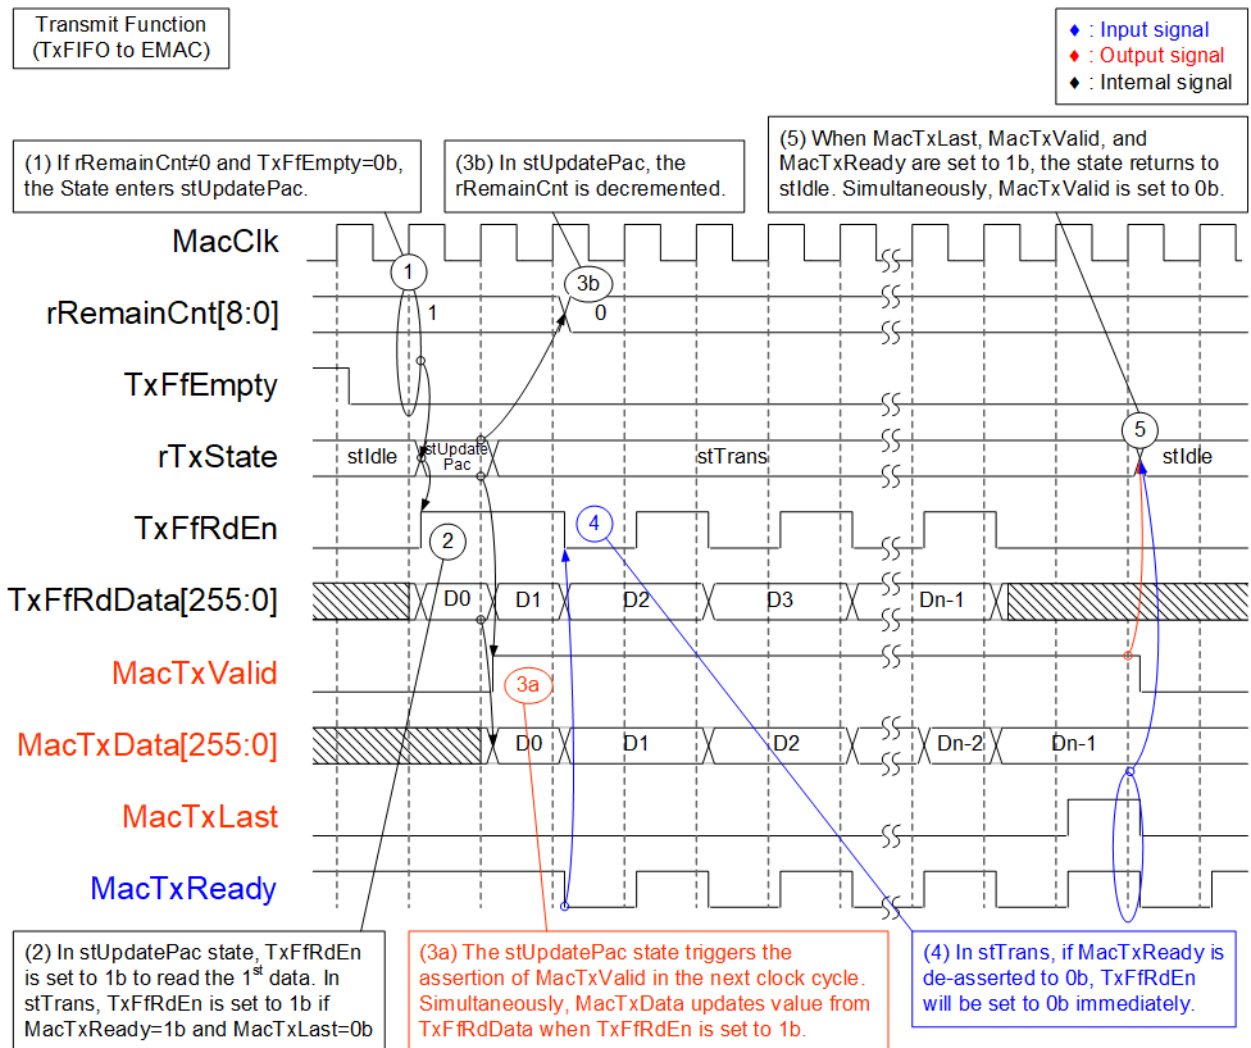 Transmit Function
(TxFIFO to EMAC)
♦ : Input signal
♦ : Output signal
♦ : Internal signal
(1) If rRemainCnt≠0 and TxFfEmpty=0b,
the State enters stUpdatePac.
(3b) In stUpdatePac, the
rRemainCnt is decremented.
(5) When MacTxLast, MacTxValid, and
MacTxReady are set to 1b, the state returns to
stIdle. Simultaneously, MacTxValid is set to 0b.
MacClk
1
3b
rRemainCnt[8:0]
1
0
TxFfEmpty
5
rTxState
stIdle
stUpdate
Pac
stTrans
stIdle
TxFfRdEn
2
4
TxFfRdData[255:0]
D0
D1
D2
D3
Dn-1
MacTxValid
3a
MacTxData[255:0]
D0
D1
D2
Dn-2
Dn-1
MacTxLast
MacTxReady
(2) In stUpdatePac state, TxFfRdEn
is set to 1b to read the 1st data. In
stTrans, TxFfRdEn is set to 1b if
MacTxReady=1b and MacTxLast=0b
(3a) The stUpdatePac state triggers the
assertion of MacTxValid in the next clock cycle.
Simultaneously, MacTxData updates value from
TxFfRdData when TxFfRdEn is set to 1b.
(4) In stTrans, if MacTxReady is
de-asserted to 0b, TxFfRdEn
will be set to 0b immediately.